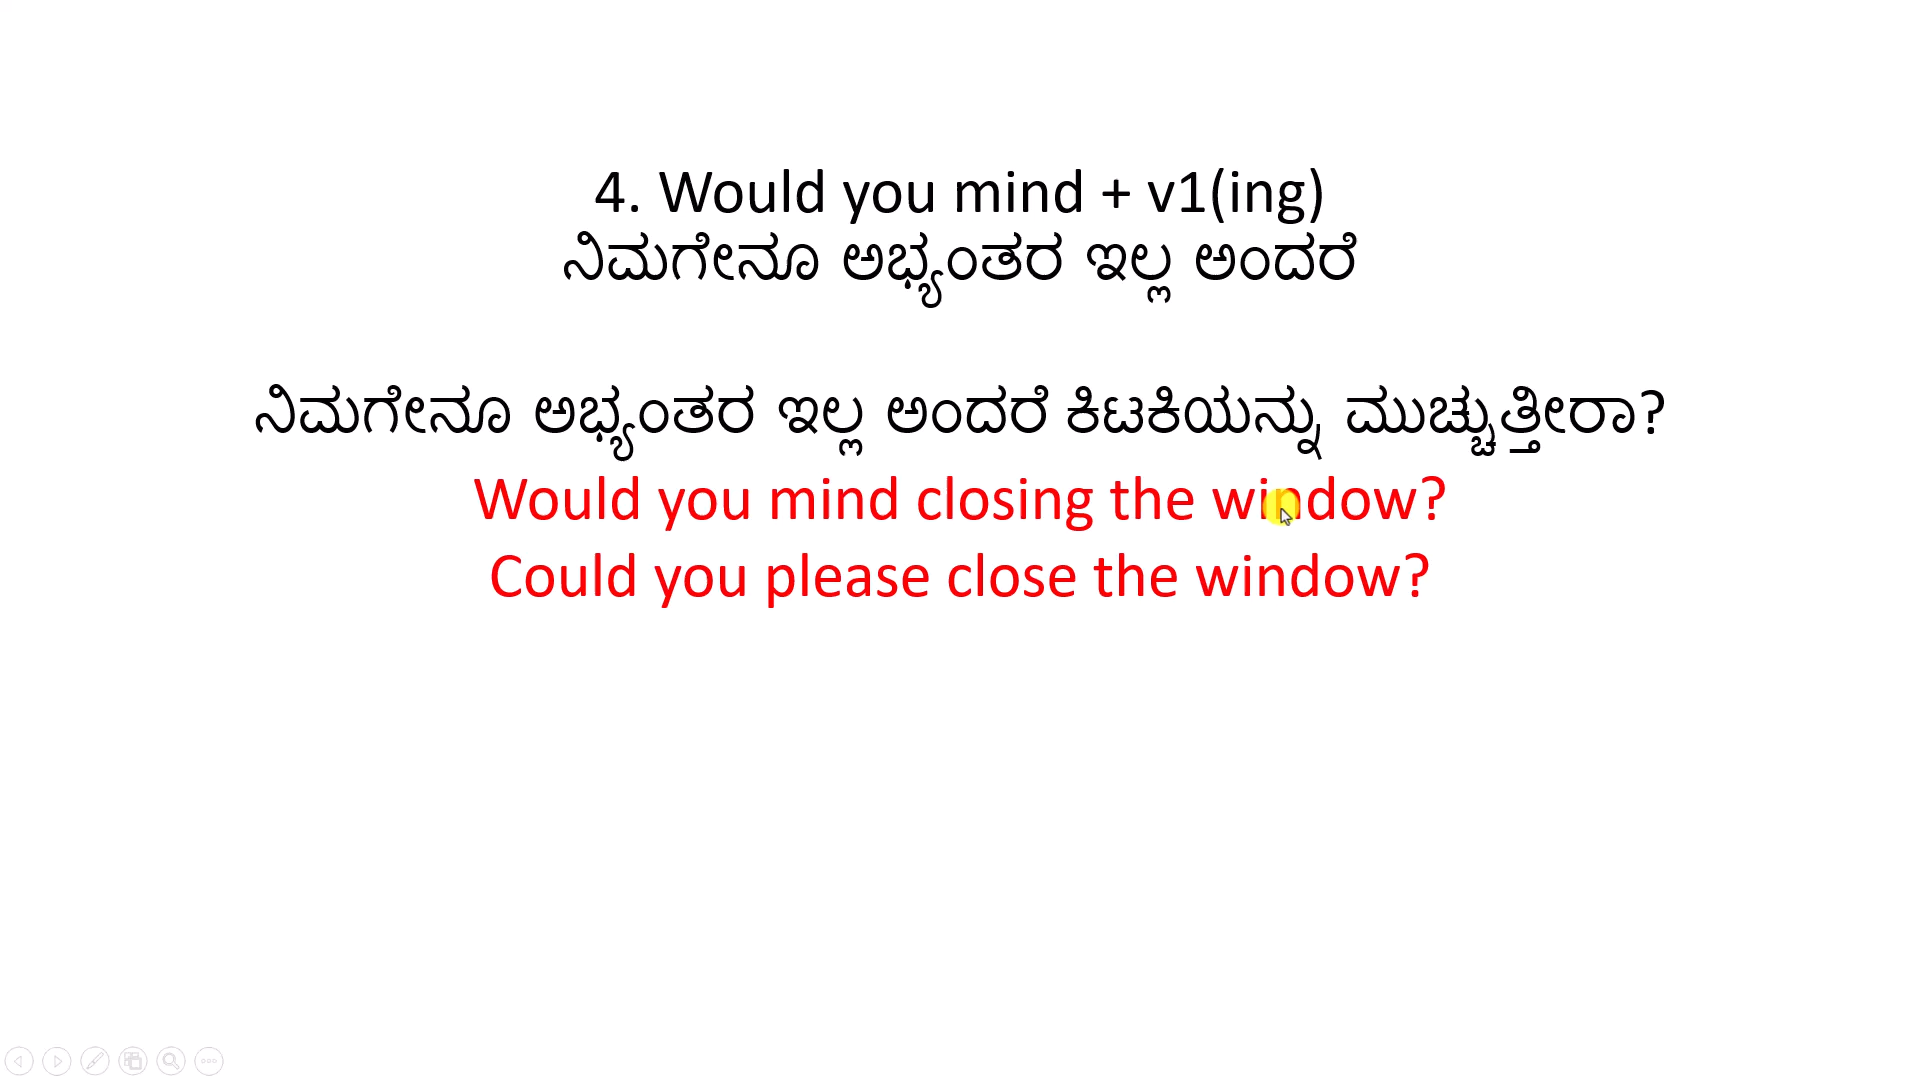 4. Would you mind + v1(ing)
ನಿಮಗೇನೂ ಅಭ್ಯಂತರ ಇಲ್ಲ ಅಂದರೆ
ನಿಮಗೇನೂ ಅಭ್ಯಂತರ ಇಲ್ಲ ಅಂದರೆ ಕಿಟಕಿಯನ್ನು ಮುಚ್ಚುತ್ತೀರಾ?
Would you mind closing the window?
Could you please close the window?